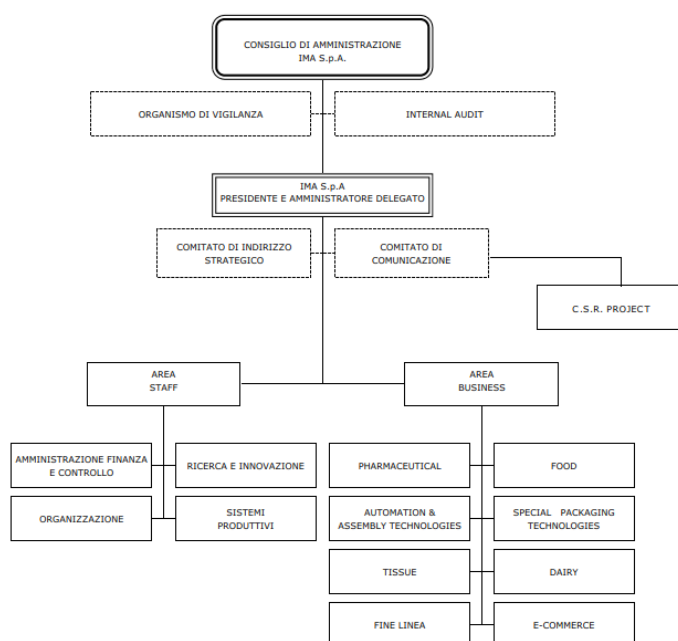 CONSIGLIO DI AMMINISTRAZIONE
IMA S.p.A.
ORGANISMO DI VIGILANZA
INTERNAL AUDIT
IMA S.p.A
PRESIDENTE E AMMINISTRATORE DELEGATO
COMITATO DI INDIRIZZO
STRATEGICO
COMITATO DI
COMUNICAZIONE
C.S.R. PROJECT
AREA
STAFF
AREA
BUSINESS
AMMINISTRAZIONE FINANZA
E CONTROLLO
RICERCA E INNOVAZIONE
PHARMACEUTICAL
FOOD
ORGANIZZAZIONE
SISTEMI
PRODUTTIVI
AUTOMATION &
ASSEMBLY TECHNOLOGIES
SPECIAL PACKAGING
TECHNOLOGIES
TISSUE
DAIRY
FINE LINEA
E-COMMERCE